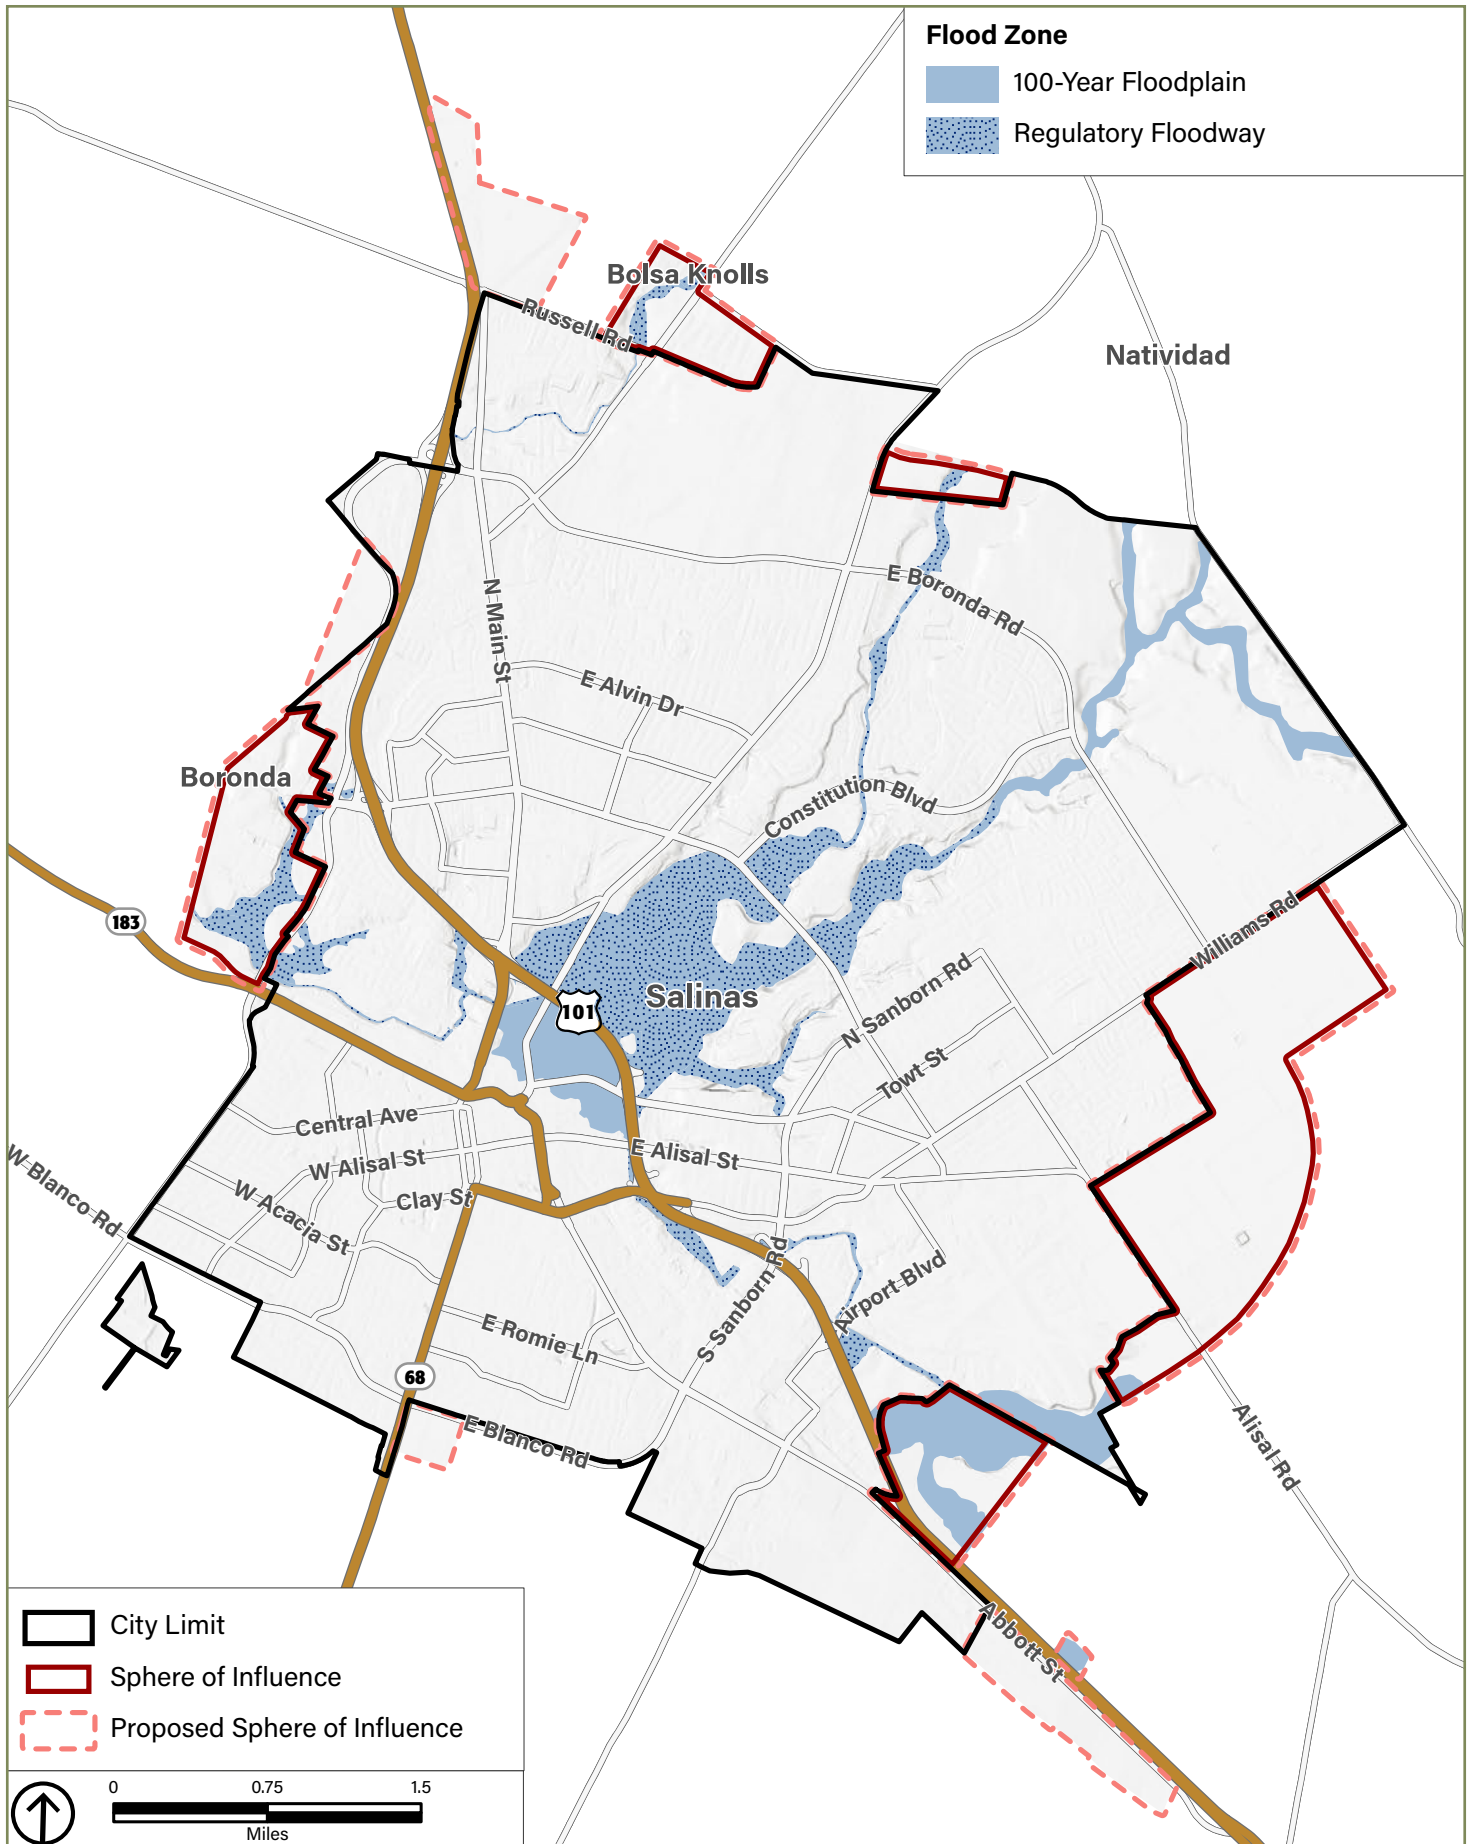 Flood Zone
100-Year Floodplain
Regulatory Floodway
Bolsa Knolls
Russell Rd
Natividad
E Boronda Rd
N Main St
E Alvin Dr
Boronda
Constitution Blvd
183
Williams Rd
Salinas
101
N Sanborn Rd
Towt St
Central Ave
E Alisal St
W Alisal St
W Blanco Rd
Clay St
W Acacia St
Airport Blvd
S Sanborn Rd
E Romie Ln
68
E Blanco Rd
Alisal Rd
Abbott St
City Limit
Sphere of Influence
Proposed Sphere of Influence
0 0.75 1.5
Miles